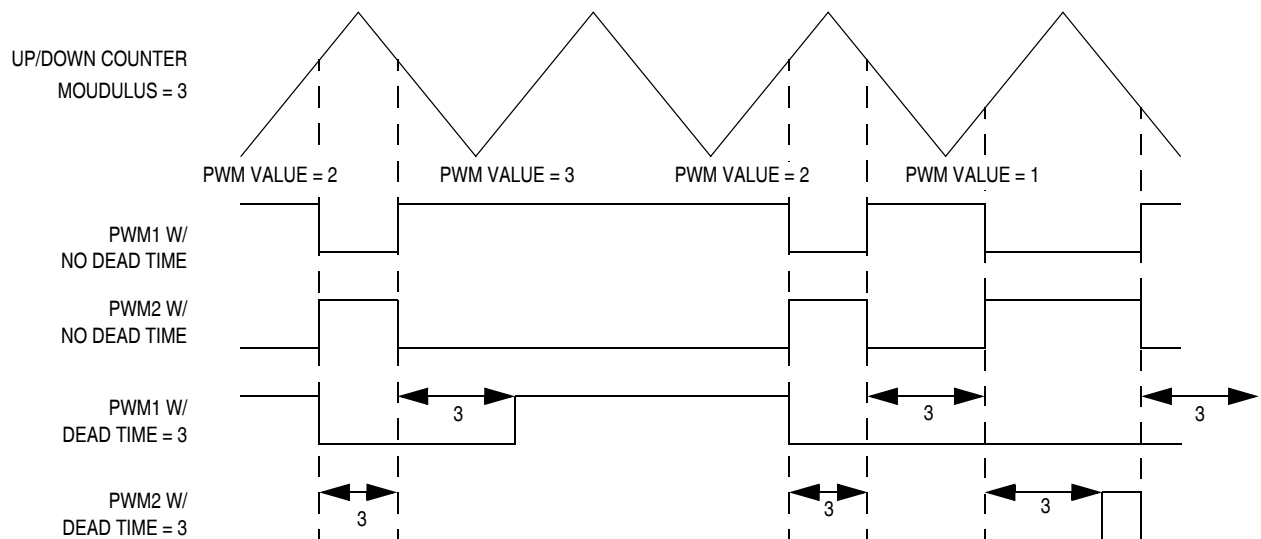 UP/DOWN COUNTER
MOUDULUS = 3
PWM VALUE = 2
PWM VALUE = 3
PWM VALUE = 2
PWM VALUE = 1
PWM1 W/
NO DEAD TIME
PWM2 W/
NO DEAD TIME
PWM1 W/
DEAD TIME = 3
3
3
3
PWM2 W/
DEAD TIME = 3
3
3
3